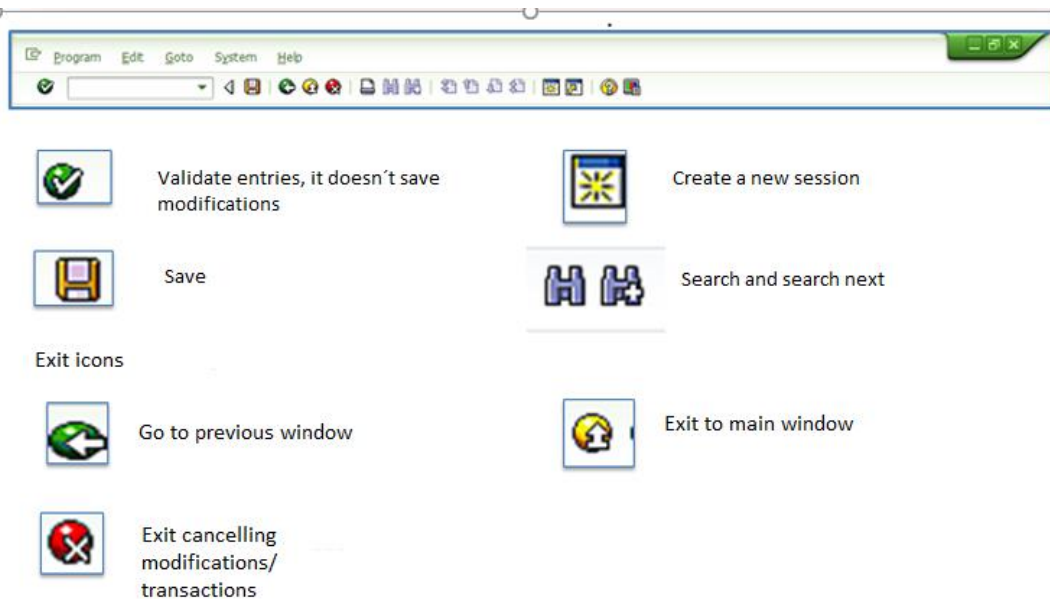 Program Edit Goto System Help
Validate entries, it doesn´t save
modifications
Create a new session
Save
Search and search next
Exit icons
Go to previous window
Exit to main window
Exit cancelling
modifications/
transactions